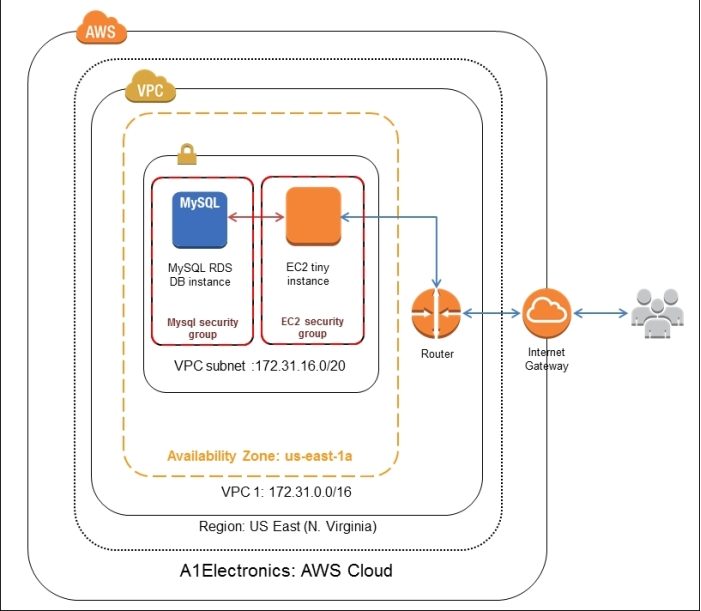 AWS
VPC
MySQL
MySQL RDS
DB instance
EC2 tiny
instance
Mysql security
group
EC2 security
group
VPC subnet :172.31.16.0/20
Router
Internet
Gateway
Availability Zone: us-east-1a
VPC 1: 172.31.0.0/16
Region: US East (N. Virginia)
A1Electronics: AWS Cloud